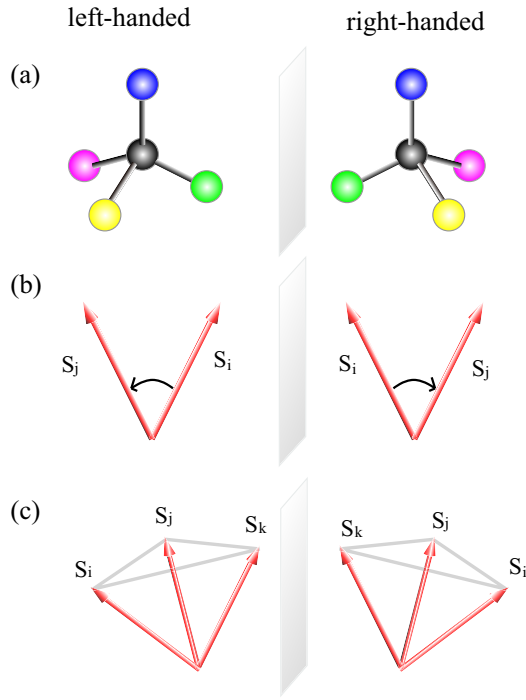 left-handed right-handed
(a)
(b)
Sj Si Si Sj
(c)
Si Sj Sk Sk Sj Si